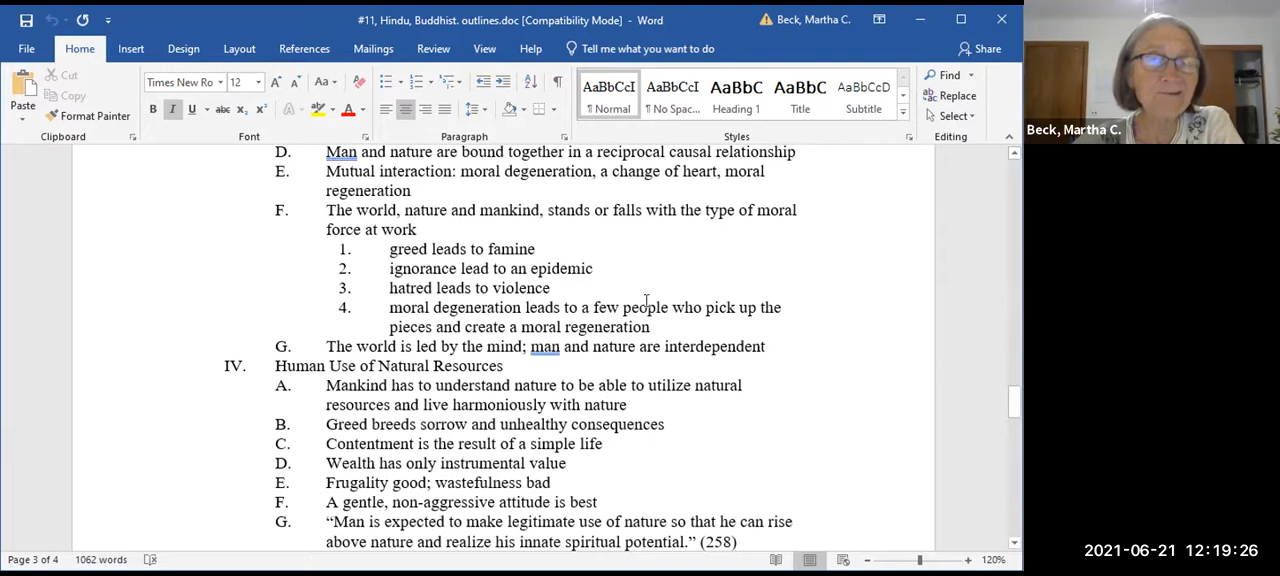 #11, Hindu, Buddhist. outlines.doc [Compatibility Mode] - Word
Beck, Martha C.
File Home Insert Design Layout References Mailings Review View Help Tell me what you want to do Share
Paste
Cut
Copy
Format Painter
Clipboard
Times New Ro 12
Font
Paragraph
AaBbCcI AaBbCcI AaBbC AaBbC AaBbCcD
¶ Normal ¶ No Spac... Heading 1 Title Subtitle
Styles
Find
Replace
Select
Editing
Beck, Martha C.
D. Man and nature are bound together in a reciprocal causal relationship
E. Mutual interaction: moral degeneration, a change of heart, moral
regeneration
F. The world, nature and mankind, stands or falls with the type of moral
force at work
1. greed leads to famine
2. ignorance lead to an epidemic
3. hatred leads to violence
4. moral degeneration leads to a few people who pick up the
pieces and create a moral regeneration
G. The world is led by the mind; man and nature are interdependent
IV. Human Use of Natural Resources
A. Mankind has to understand nature to be able to utilize natural
resources and live harmoniously with nature
B. Greed breeds sorrow and unhealthy consequences
C. Contentment is the result of a simple life
D. Wealth has only instrumental value
E. Frugality good; wastefulness bad
F. A gentle, non-aggressive attitude is best
G. “Man is expected to make legitimate use of nature so that he can rise
above nature and realize his innate spiritual potential.” (258)
Page 3 of 4 1062 words 120%
2021-06-21 12:19:26